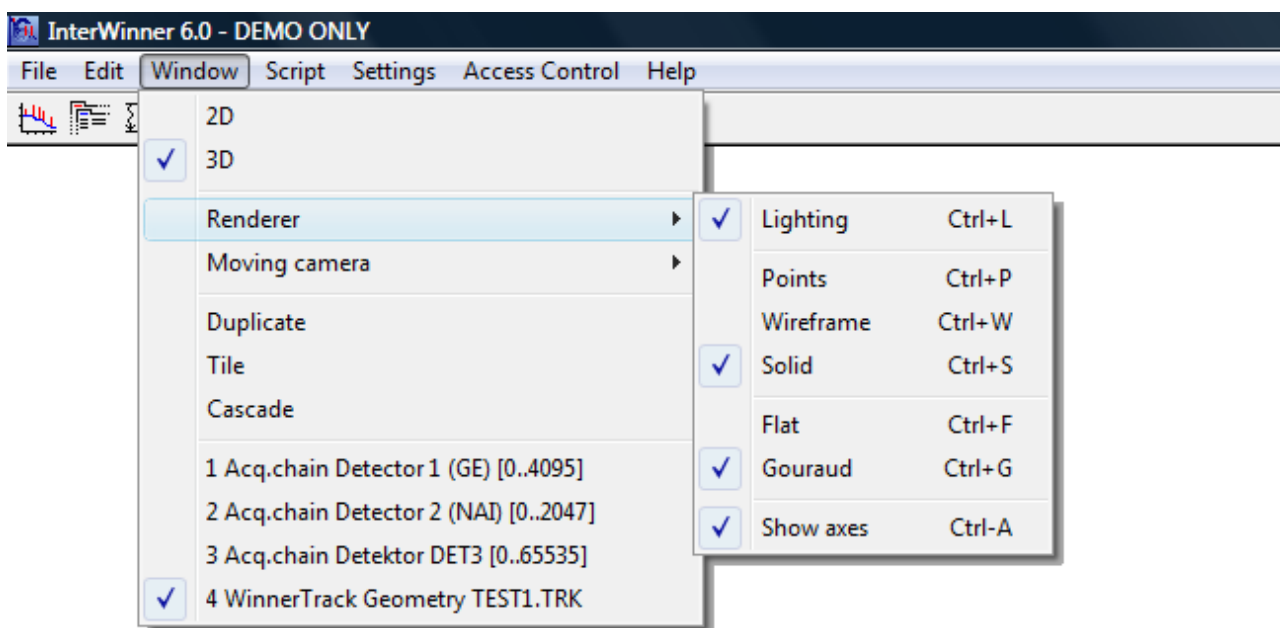 InterWinner 6.0 - DEMO ONLY
File Edit Window Script Settings Access Control Help
2D
3D
Renderer
Moving camera
Duplicate
Tile
Cascade
1 Acq.chain Detector 1 (GE) [0..4095]
2 Acq.chain Detector 2 (NAI) [0..2047]
3 Acq.chain Detektor DET3 [0..65535]
4 WinnerTrack Geometry TEST1.TRK
Lighting Ctrl+L
Points Ctrl+P
Wireframe Ctrl+W
Solid Ctrl+S
Flat Ctrl+F
Gouraud Ctrl+G
Show axes Ctrl-A